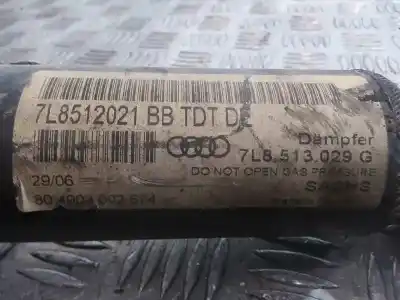 7L8512021 BB TDT D
Dämpfer
7L8.513.029 G
DO NOT OPEN GAS PRESSURE
29/06
SACHS